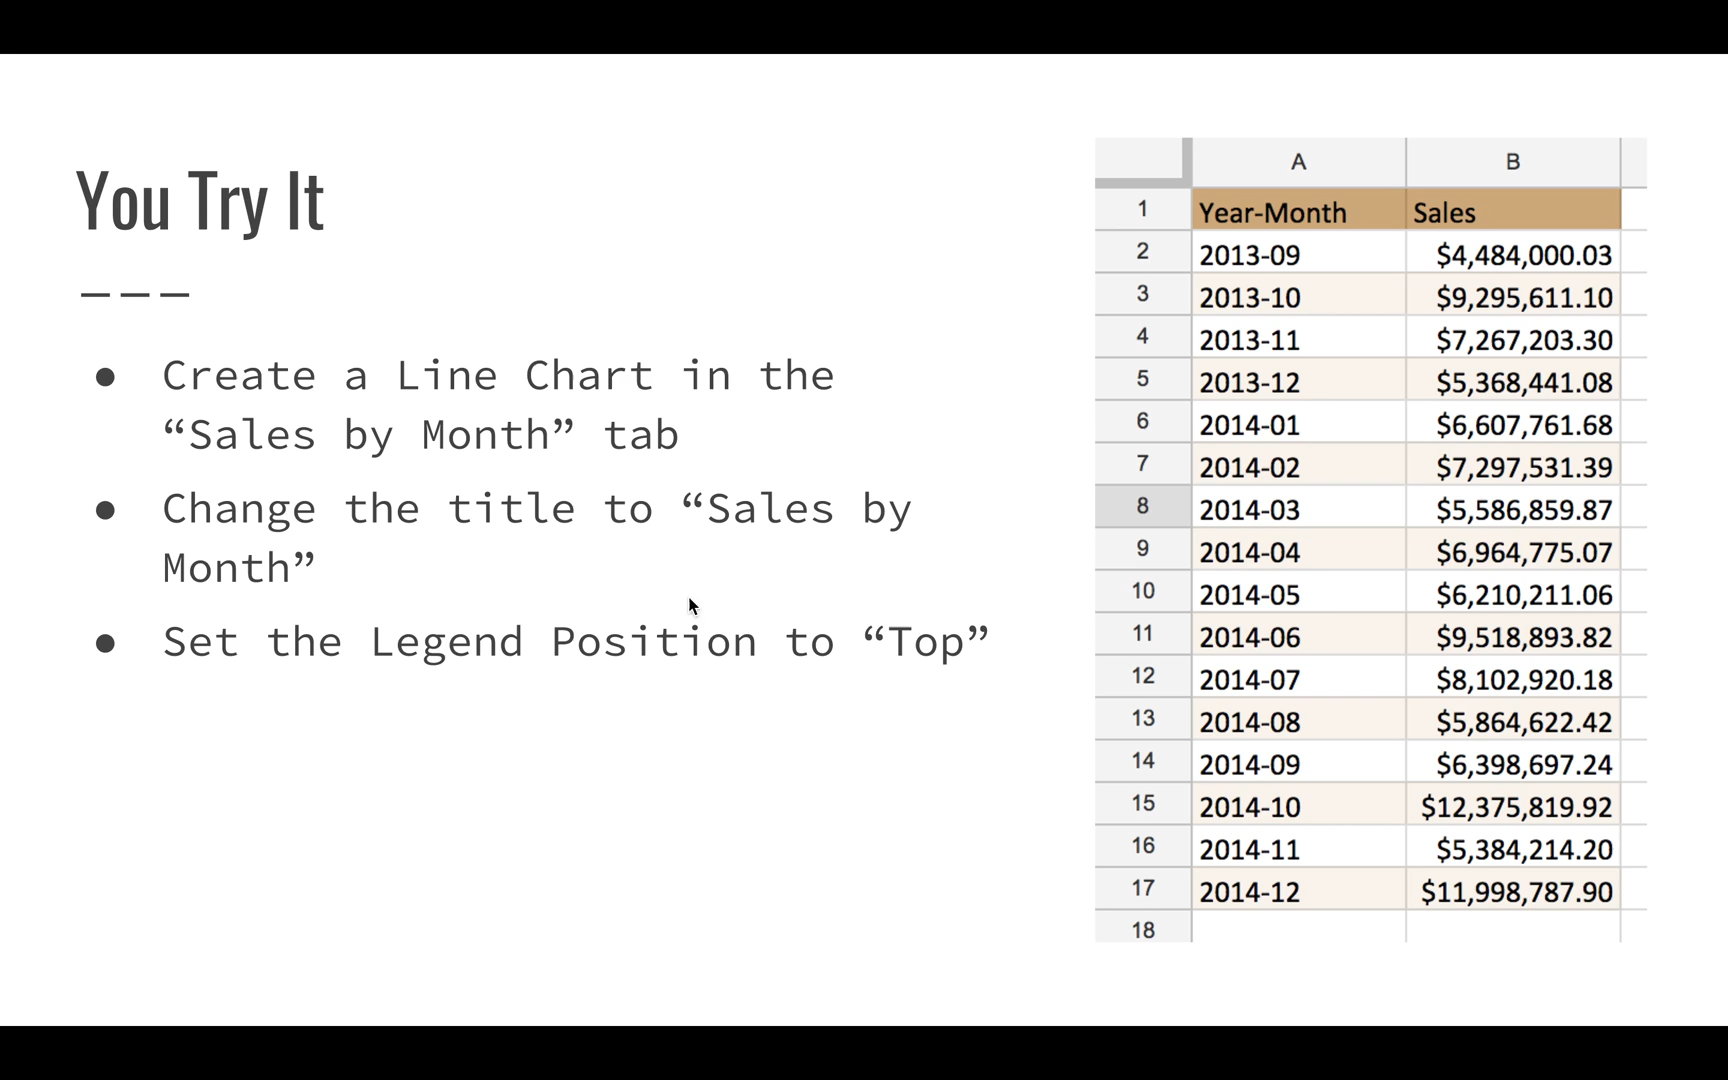 You Try It
● Create a Line Chart in the
“Sales by Month” tab
● Change the title to “Sales by
Month”
● Set the Legend Position to “Top”
A B
1 Year-Month Sales
2 2013-09 $4,484,000.03
3 2013-10 $9,295,611.10
4 2013-11 $7,267,203.30
5 2013-12 $5,368,441.08
6 2014-01 $6,607,761.68
7 2014-02 $7,297,531.39
8 2014-03 $5,586,859.87
9 2014-04 $6,964,775.07
10 2014-05 $6,210,211.06
11 2014-06 $9,518,893.82
12 2014-07 $8,102,920.18
13 2014-08 $5,864,622.42
14 2014-09 $6,398,697.24
15 2014-10 $12,375,819.92
16 2014-11 $5,384,214.20
17 2014-12 $11,998,787.90
18